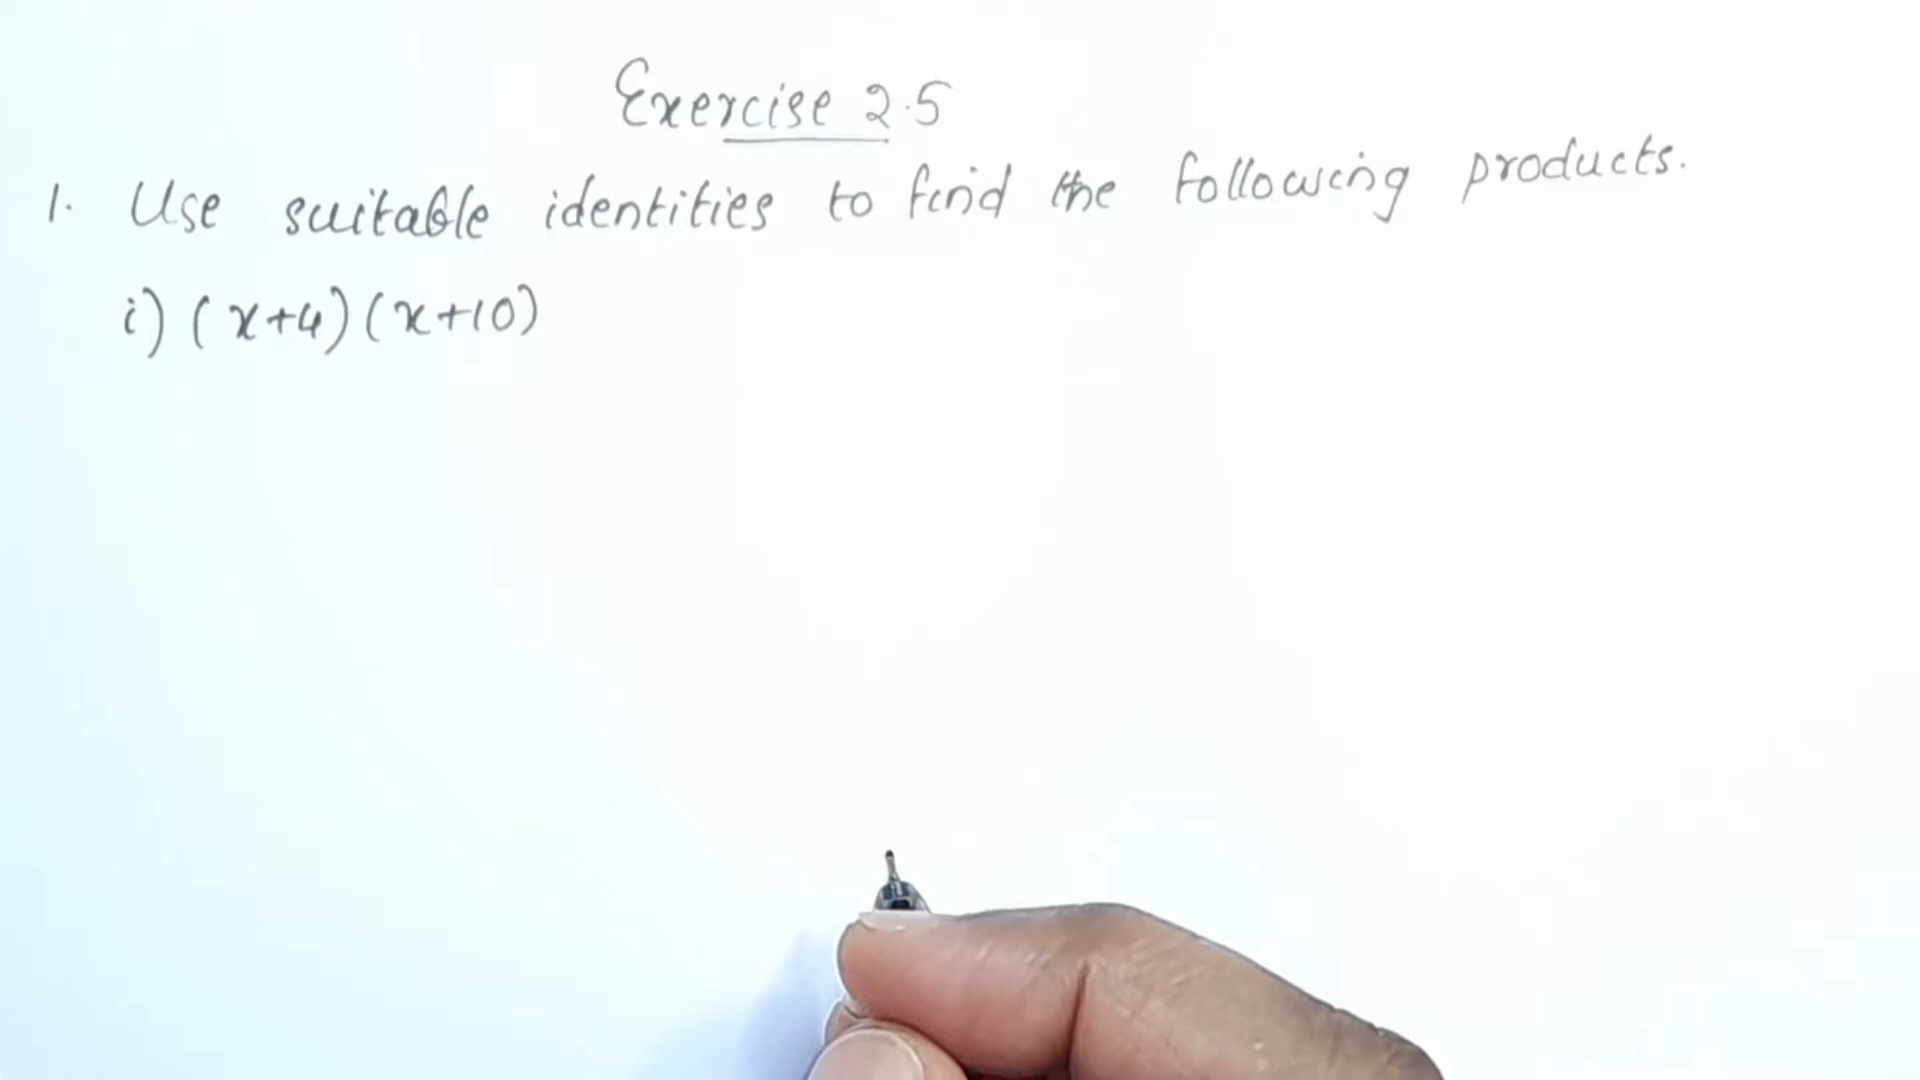 Exercise 2.5
1. Use suitable identities to find the following products.
i) (x+4)(x+10)